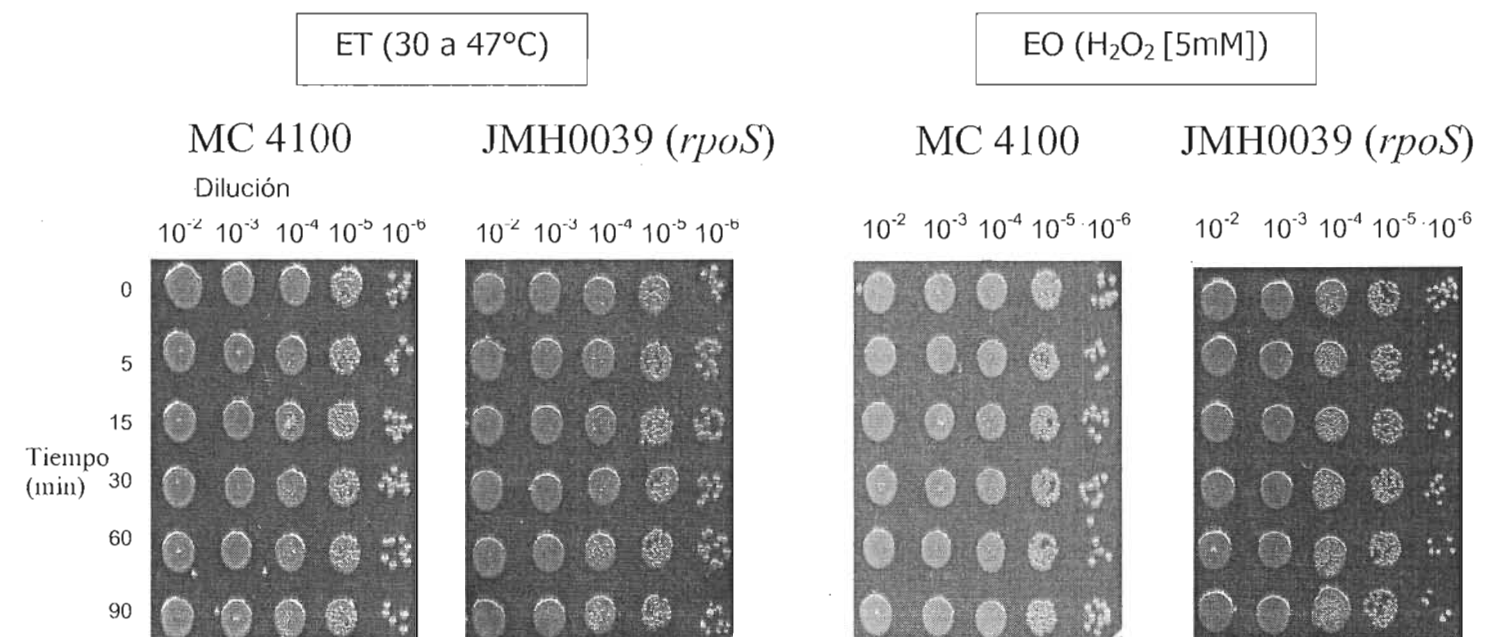 ET (30 a 47°C)
EO (H₂O₂ [5mM])
MC 4100
JMH0039 (rpoS)
MC 4100
JMH0039 (rpoS)
Dilución
10⁻² 10⁻³ 10⁻⁴ 10⁻⁵ 10⁻⁶
10⁻² 10⁻³ 10⁻⁴ 10⁻⁵ 10⁻⁶
10⁻² 10⁻³ 10⁻⁴ 10⁻⁵ 10⁻⁶
10⁻² 10⁻³ 10⁻⁴ 10⁻⁵ 10⁻⁶
0
5
15
Tiempo
(min)
30
60
90